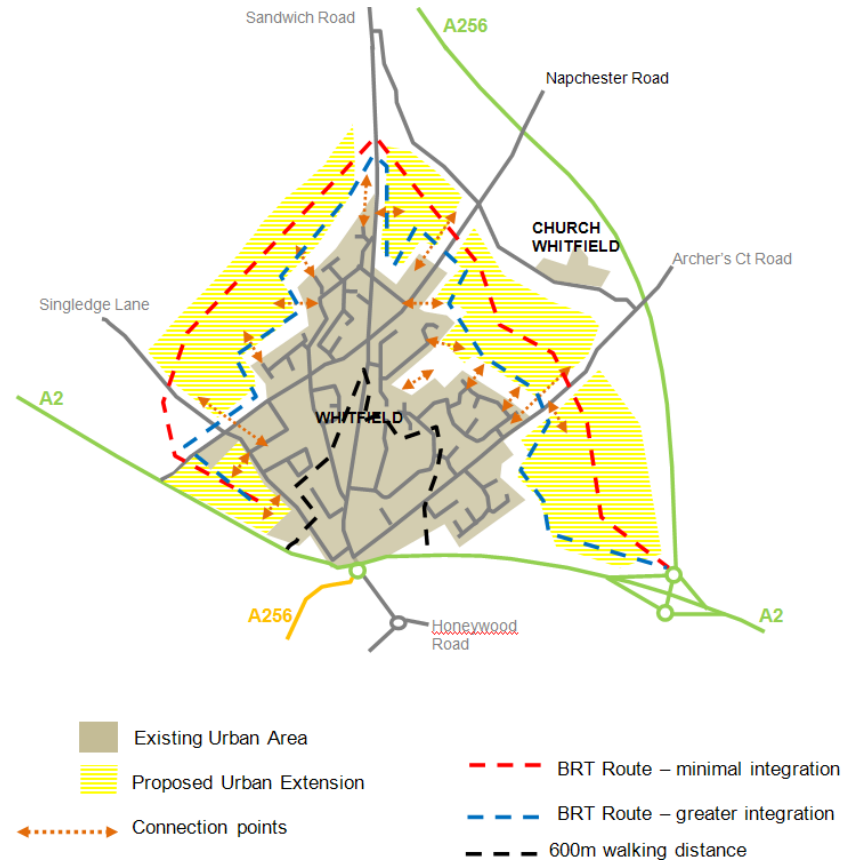 Sandwich Road
A256
Napchester Road
CHURCH
WHITFIELD
Archer's Ct Road
Singledge Lane
A2
WHITFIELD
A256
Honeywood
Road
A2
Existing Urban Area
Proposed Urban Extension
Connection points
BRT Route – minimal integration
BRT Route – greater integration
600m walking distance